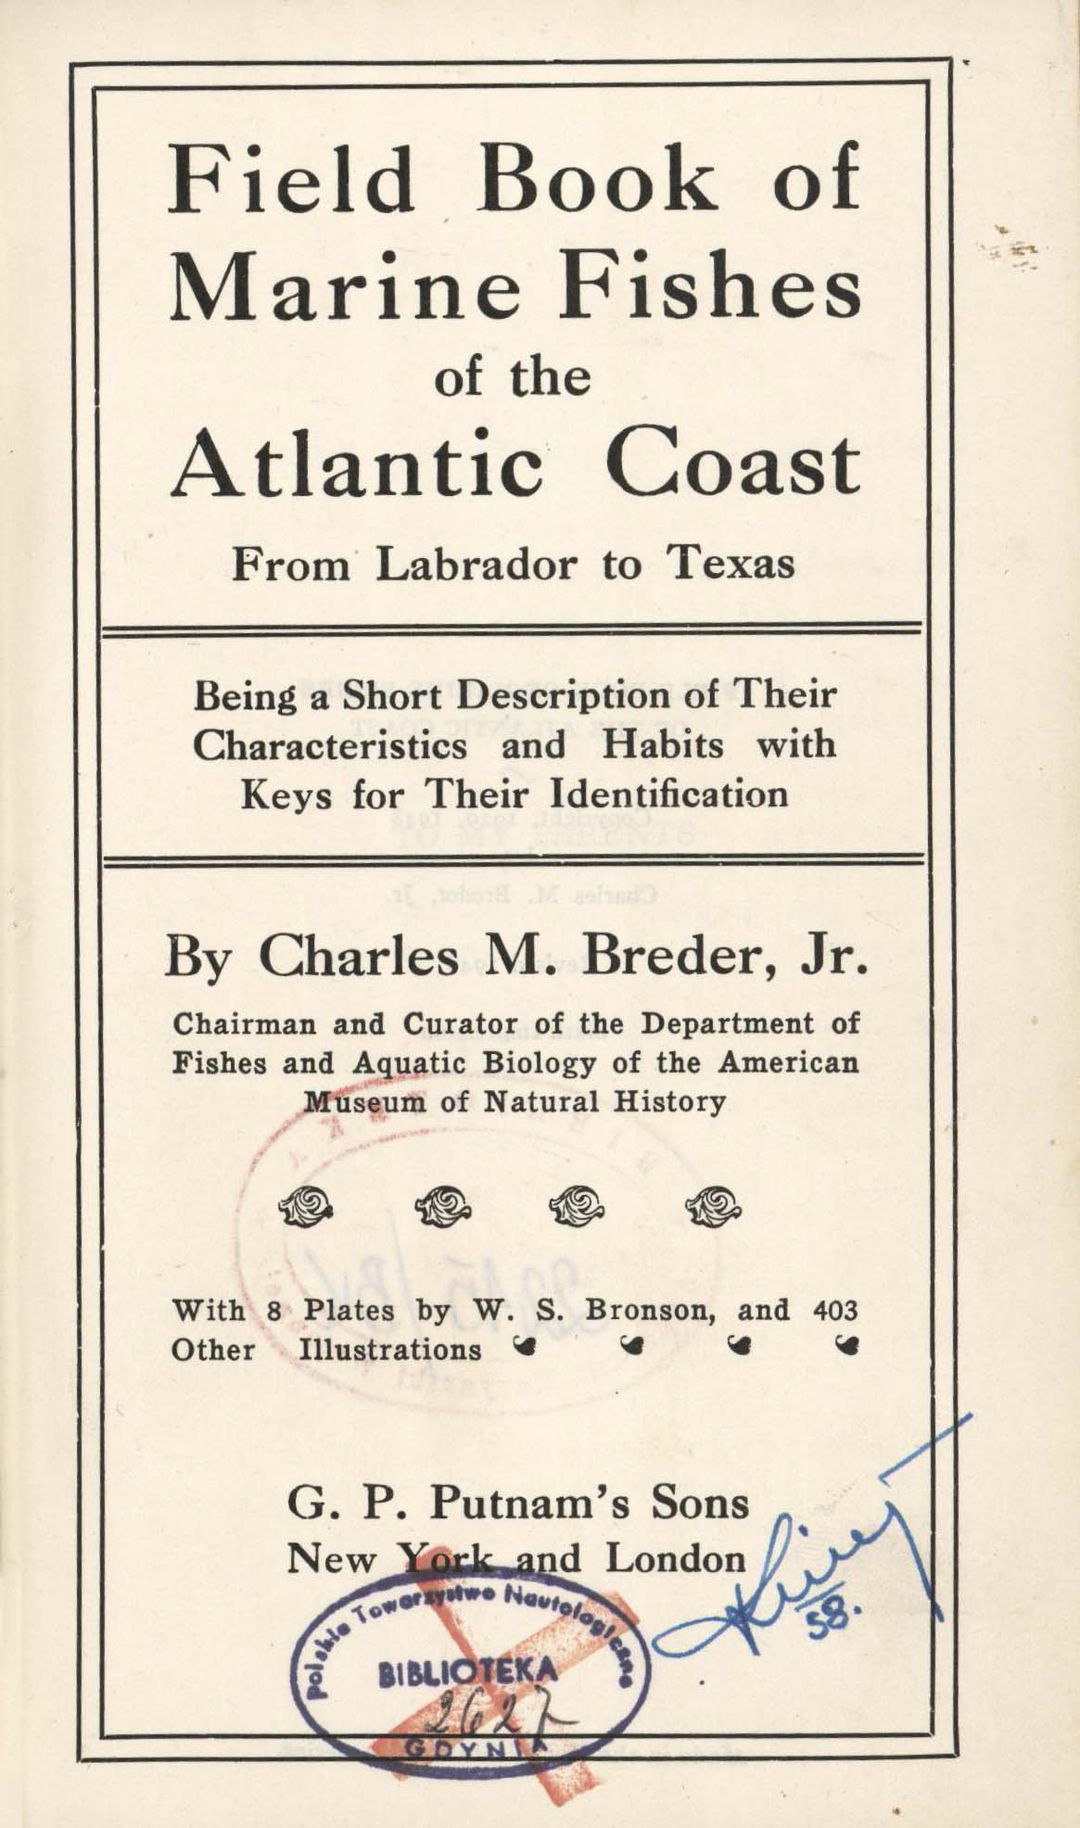 Field Book of
Marine Fishes
of the
Atlantic Coast
From Labrador to Texas
Being a Short Description of Their
Characteristics and Habits with
Keys for Their Identification
By Charles M. Breder, Jr.
Chairman and Curator of the Department of
Fishes and Aquatic Biology of the American
Museum of Natural History
With 8 Plates by W. S. Bronson, and 403
Other Illustrations
G. P. Putnam's Sons
New York and London
58.
Polskie Towarzystwo Nautologiczne
BIBLIOTEKA
2627
GDYNIA